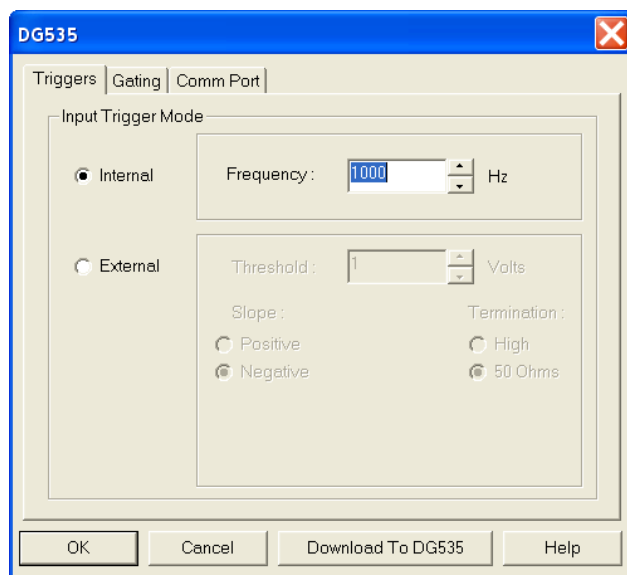 DG535
Triggers Gating Comm Port
Input Trigger Mode
Internal Frequency : 1000 Hz
External Threshold : 1 Volts
Slope : Termination :
Positive High
Negative 50 Ohms
OK Cancel Download To DG535 Help